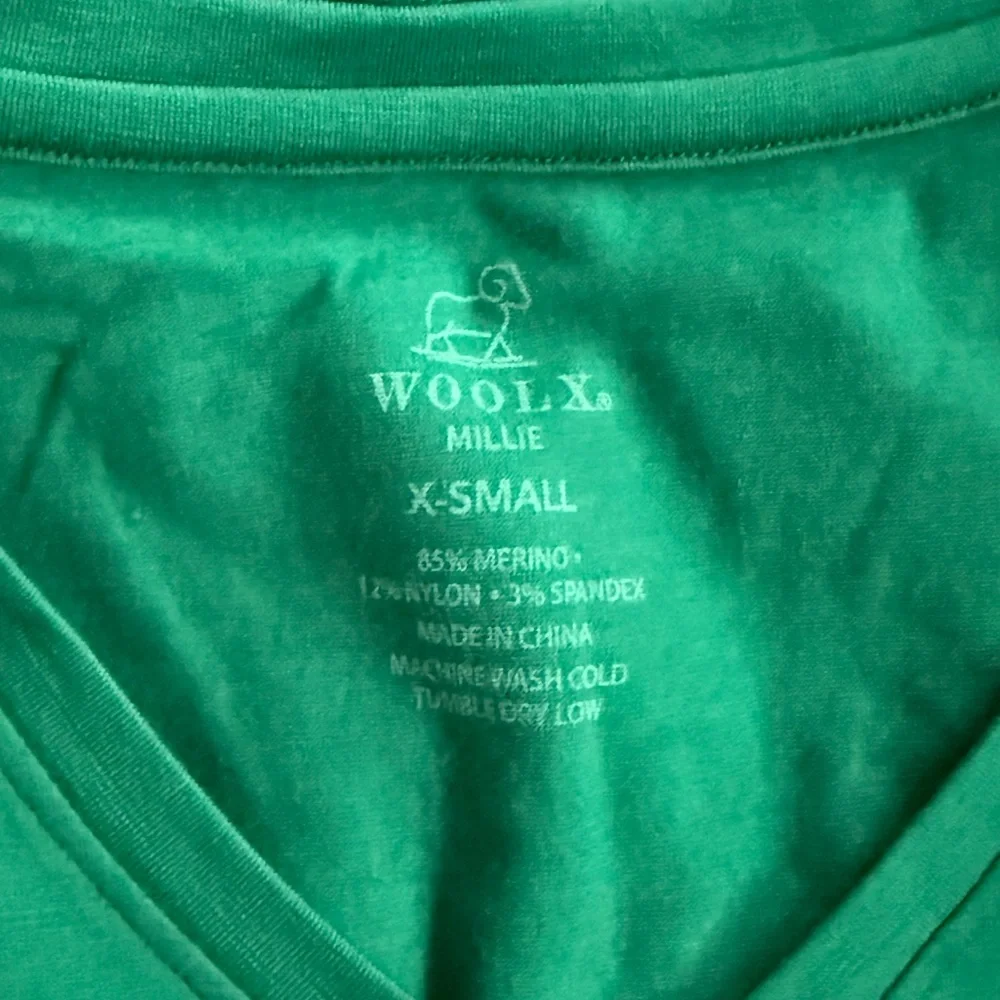 WOOLX®
MILLIE
X-SMALL
85% MERINO •
12% NYLON • 3% SPANDEX
MADE IN CHINA
MACHINE WASH COLD
TUMBLE DRY LOW